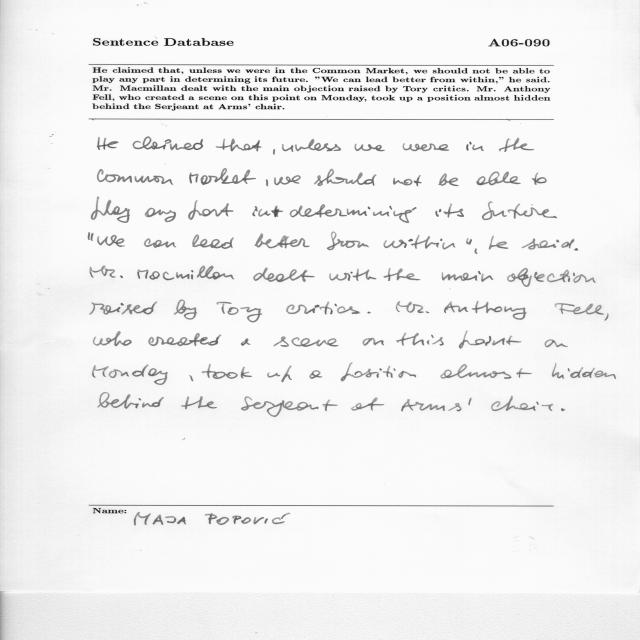 Sentence Database A06-090
He claimed that, unless we were in the Common Market, we should not be able to
play any part in determining its future. "We can lead better from within," he said.
Mr. Macmillan dealt with the main objection raised by Tory critics. Mr. Anthony
Fell, who created a scene on this point on Monday, took up a position almost hidden
behind the Serjeant at Arms' chair.
He claimed that, unless we were in the
Common Market, we should not be able to
play any part in determining its future
"We can lead better from within", he said.
Mr. Macmillan dealt with the main objection
raised by Tory critics. Mr. Anthony Fell,
who created a scene on this point on
Monday, took up a position almost hidden
behind the Serjeant at Arms' chair.
Name: MAJA POPOVIĆ